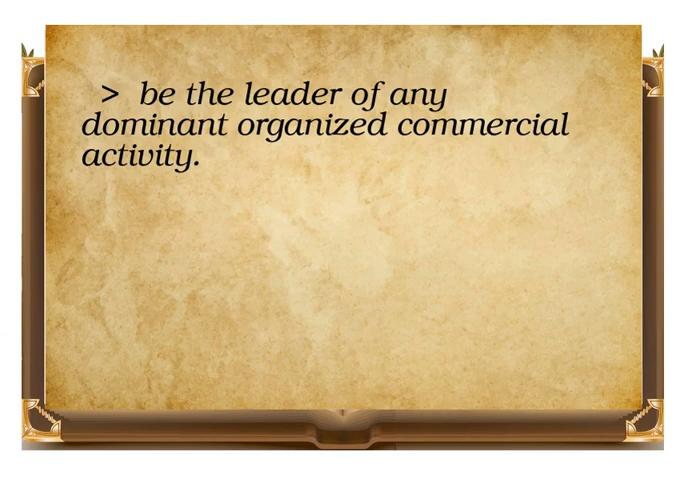 > be the leader of any
dominant organized commercial
activity.